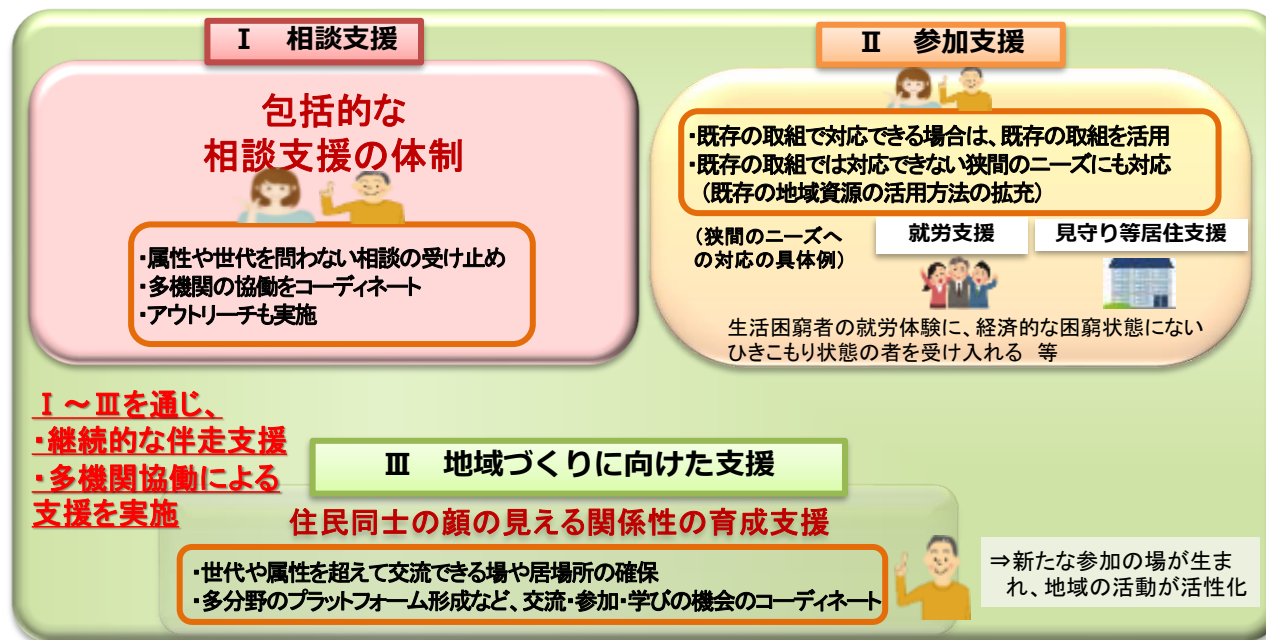 Ⅰ 相談支援
包括的な
相談支援の体制
・属性や世代を問わない相談の受け止め
・多機関の協働をコーディネート
・アウトリーチも実施
Ⅱ 参加支援
・既存の取組で対応できる場合は、既存の取組を活用
・既存の取組では対応できない狭間のニーズにも対応
（既存の地域資源の活用方法の拡充）
（狭間のニーズへ
の対応の具体例）
就労支援
見守り等居住支援
生活困窮者の就労体験に、経済的な困窮状態にない
ひきこもり状態の者を受け入れる 等
Ⅰ～Ⅲを通じ、
・継続的な伴走支援
・多機関協働による
支援を実施
Ⅲ 地域づくりに向けた支援
住民同士の顔の見える関係性の育成支援
・世代や属性を超えて交流できる場や居場所の確保
・多分野のプラットフォーム形成など、交流・参加・学びの機会のコーディネート
⇒新たな参加の場が生ま
れ、地域の活動が活性化